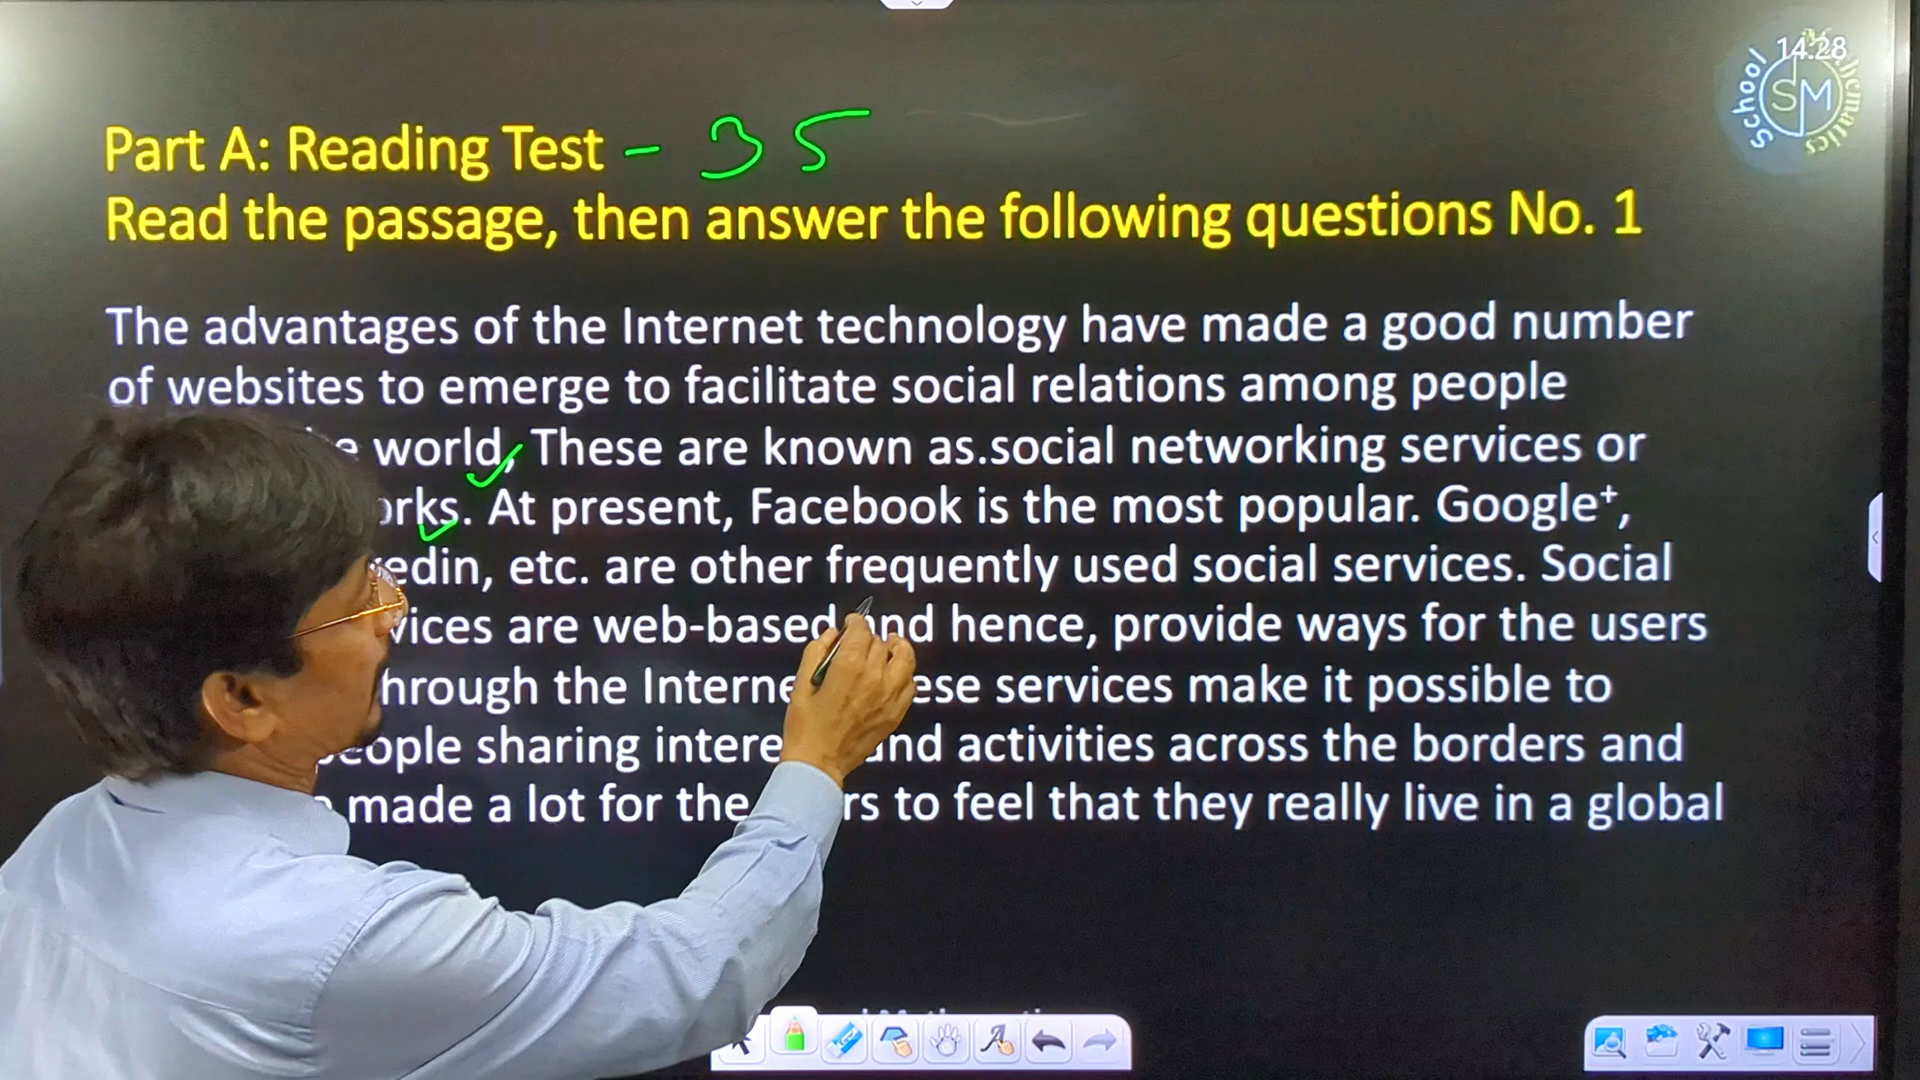 14:28
School
SM
Part A: Reading Test - 35
Read the passage, then answer the following questions No. 1
The advantages of the Internet technology have made a good number
of websites to emerge to facilitate social relations among people
world, These are known as.social networking services or
At present, Facebook is the most popular. Google⁺,
etc. are other frequently used social services. Social
are web-based and hence, provide ways for the users
the services make it possible to
sharing and activities across the borders and
made a lot for the to feel that they really live in a global